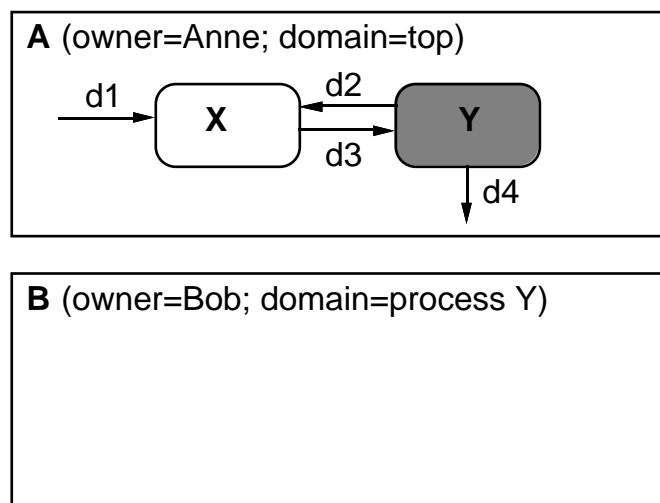 A (owner=Anne; domain=top)
d1
d2
X
Y
d3
d4
B (owner=Bob; domain=process Y)